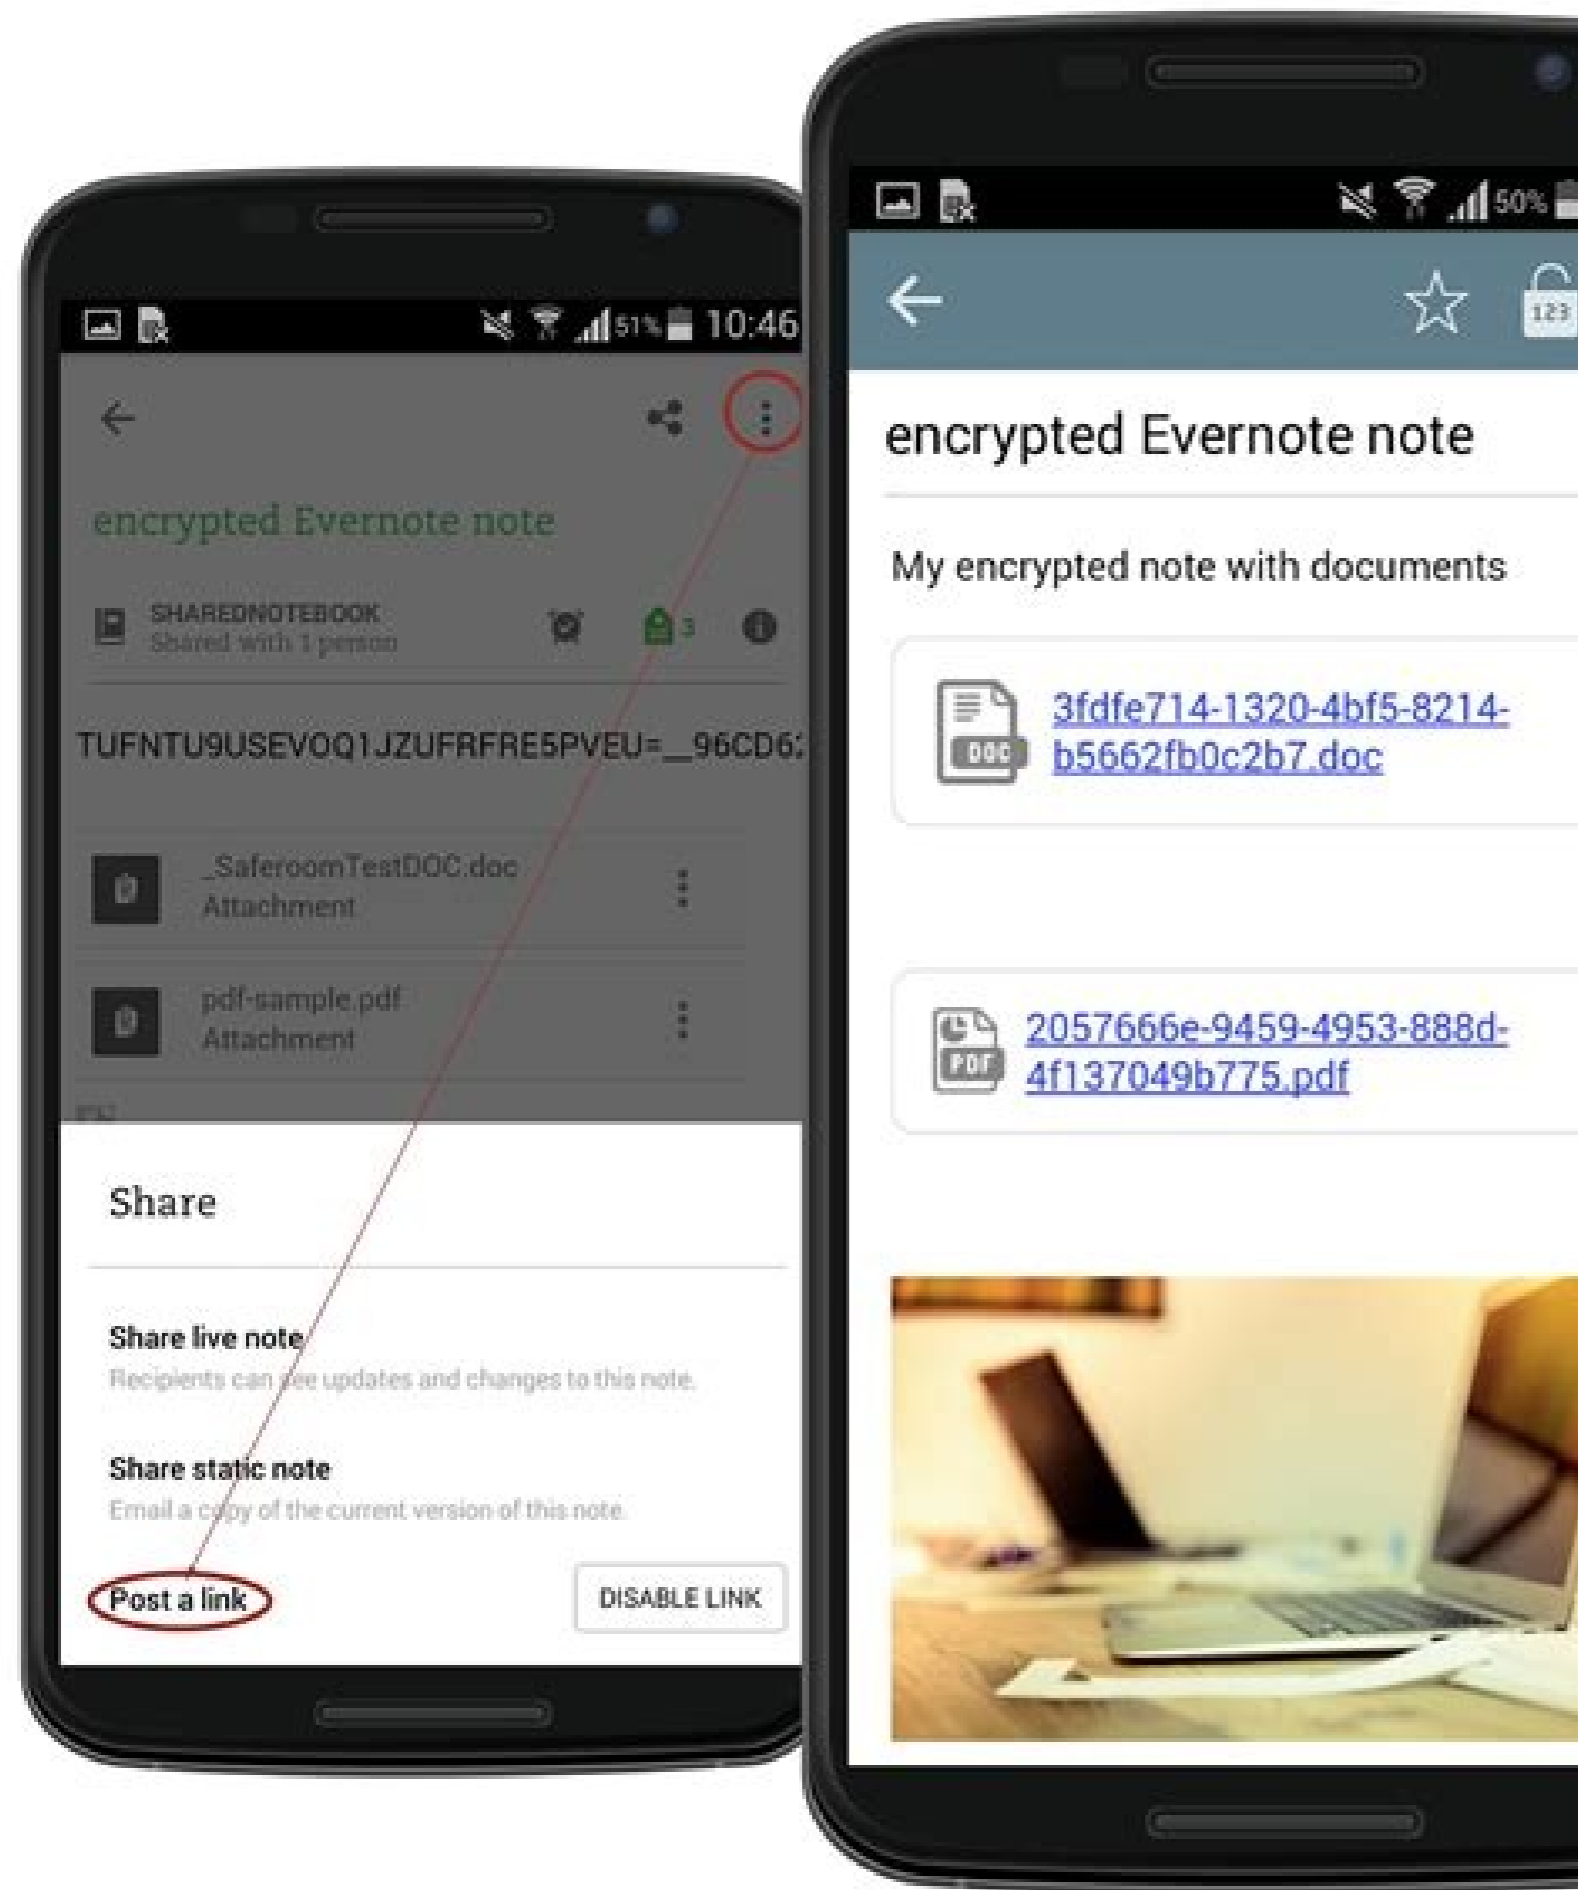 51% 10:46
encrypted Evernote note
SHAREDNOTEBOOK
Shared with 1 person
3
TUFNTU9USEVOQ1JZUFRFRE5PVEU=__96CD6
_SaferoomTestDOC.doc
Attachment
pdf-sample.pdf
Attachment
Share
Share live note
Recipients can see updates and changes to this note.
Share static note
Email a copy of the current version of this note.
Post a link
DISABLE LINK
50%
123
encrypted Evernote note
My encrypted note with documents
DOC
3fdfe714-1320-4bf5-8214-
b5662fb0c2b7.doc
PDF
2057666e-9459-4953-888d-
4f137049b775.pdf